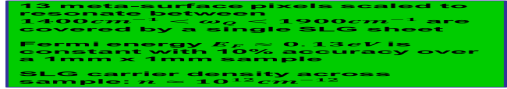 13 meta-surface pixels scaled to
resonate between
1400cm⁻¹ < ω₀ < 1900cm⁻¹ are
covered by a single SLG sheet
Fermi energy E_F ≈ 0.13eV is
constant with 10% accuracy over
a 1mm x 1mm sample
SLG carrier density across
sample: n = 10¹²cm⁻¹²